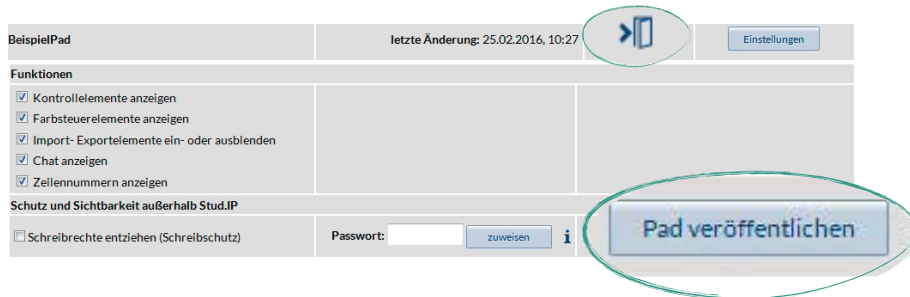 BeispielPad letzte Änderung: 25.02.2016, 10:27 Einstellungen
Funktionen
Kontrollelemente anzeigen
Farbsteuerelemente anzeigen
Import- Exportelemente ein- oder ausblenden
Chat anzeigen
Zeilennummern anzeigen
Schutz und Sichtbarkeit außerhalb Stud.IP
Schreibrechte entziehen (Schreibschutz) Passwort: zuweisen i Pad veröffentlichen